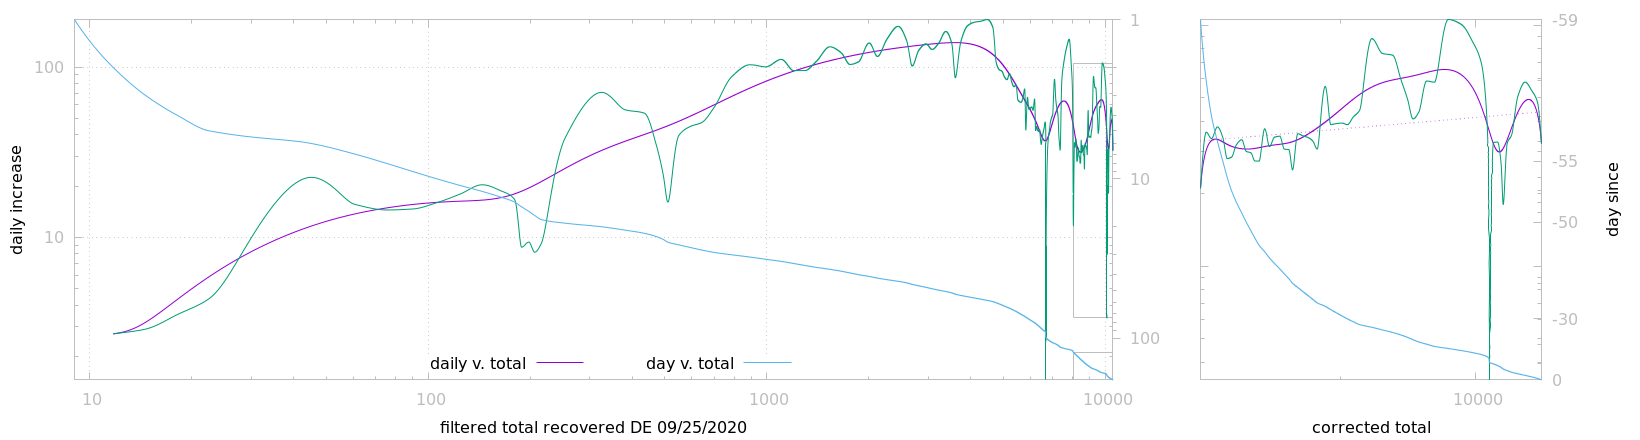 daily increase
100
10
10
100
1000
10000
1
10
100
daily v. total
day v. total
filtered total recovered DE 09/25/2020
-59
-55
-50
-30
0
day since
10000
corrected total